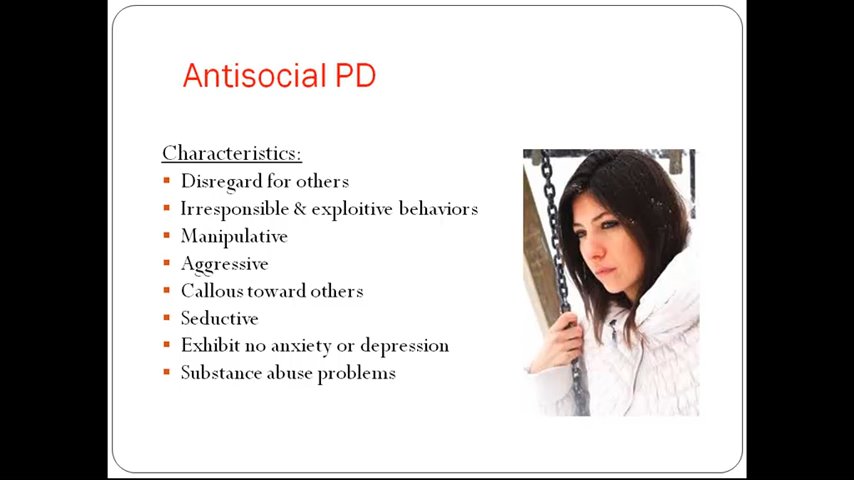 Antisocial PD
Characteristics:
Disregard for others
Irresponsible & exploitive behaviors
Manipulative
Aggressive
Callous toward others
Seductive
Exhibit no anxiety or depression
Substance abuse problems